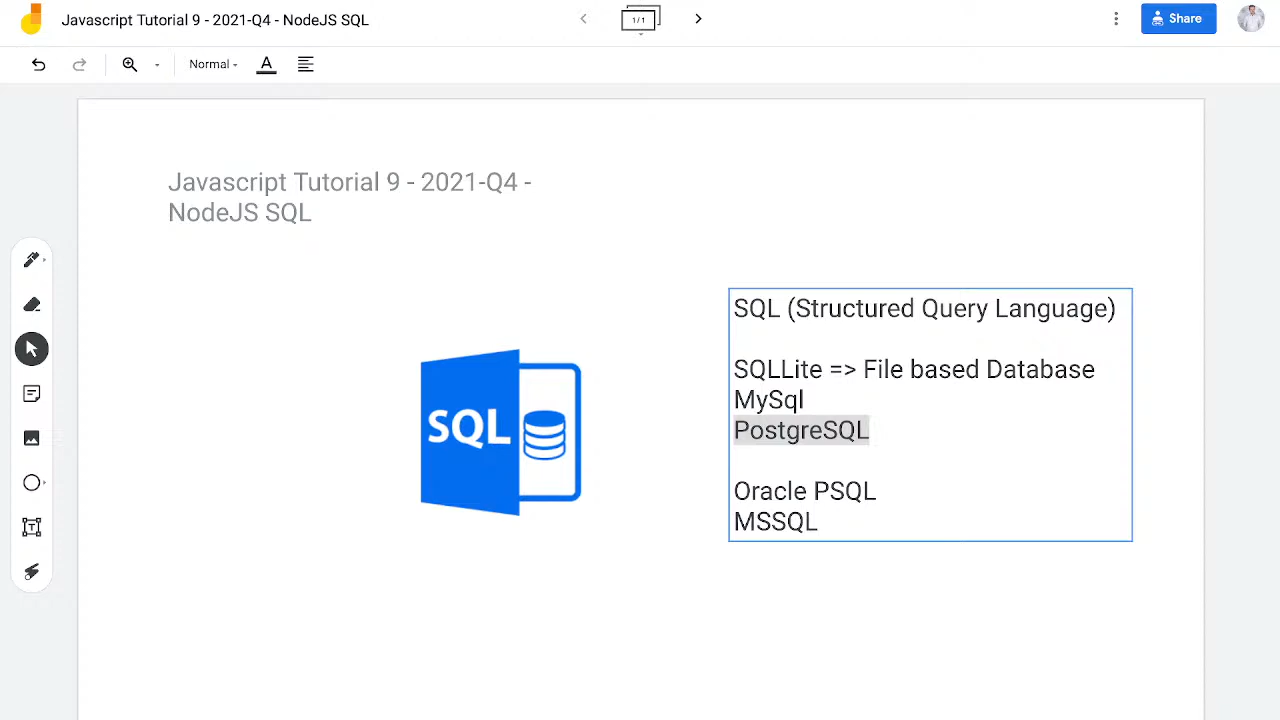 Javascript Tutorial 9 - 2021-Q4 - NodeJS SQL
1/1
Share
Normal
A
Javascript Tutorial 9 - 2021-Q4 -
NodeJS SQL
SQL
SQL (Structured Query Language)
SQLLite => File based Database
MySql
PostgreSQL
Oracle PSQL
MSSQL
T